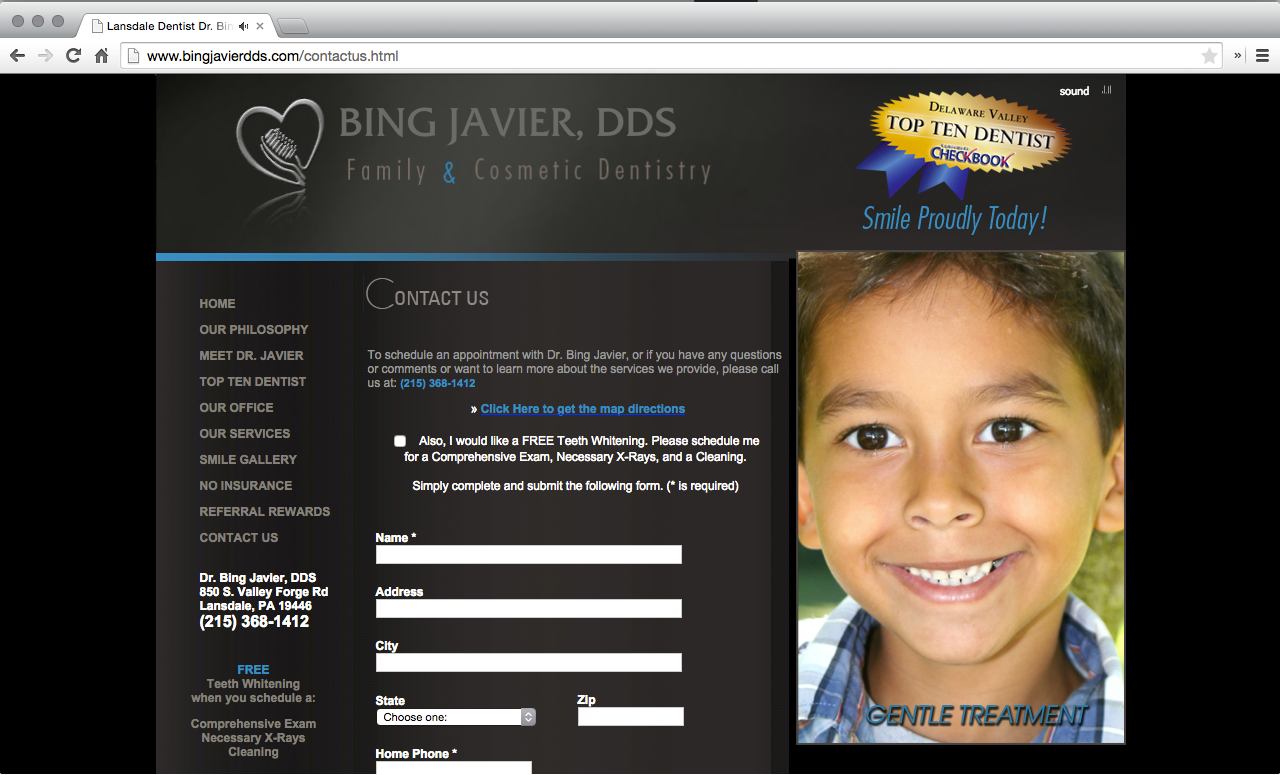 Lansdale Dentist Dr. Bin
www.bingjavierdds.com/contactus.html
»
sound
BING JAVIER, DDS
Family & Cosmetic Dentistry
DELAWARE VALLEY
TOP TEN DENTIST
CHECKBOOK
Smile Proudly Today!
HOME
OUR PHILOSOPHY
MEET DR. JAVIER
TOP TEN DENTIST
OUR OFFICE
OUR SERVICES
SMILE GALLERY
NO INSURANCE
REFERRAL REWARDS
CONTACT US
Dr. Bing Javier, DDS
850 S. Valley Forge Rd
Lansdale, PA 19446
(215) 368-1412
FREE
Teeth Whitening
when you schedule a:
Comprehensive Exam
Necessary X-Rays
Cleaning
CONTACT US
To schedule an appointment with Dr. Bing Javier, or if you have any questions
or comments or want to learn more about the services we provide, please call
us at: (215) 368-1412
» Click Here to get the map directions
Also, I would like a FREE Teeth Whitening. Please schedule me
for a Comprehensive Exam, Necessary X-Rays, and a Cleaning.
Simply complete and submit the following form. (* is required)
Name *
Address
City
State
Zip
Choose one:
Home Phone *
GENTLE TREATMENT